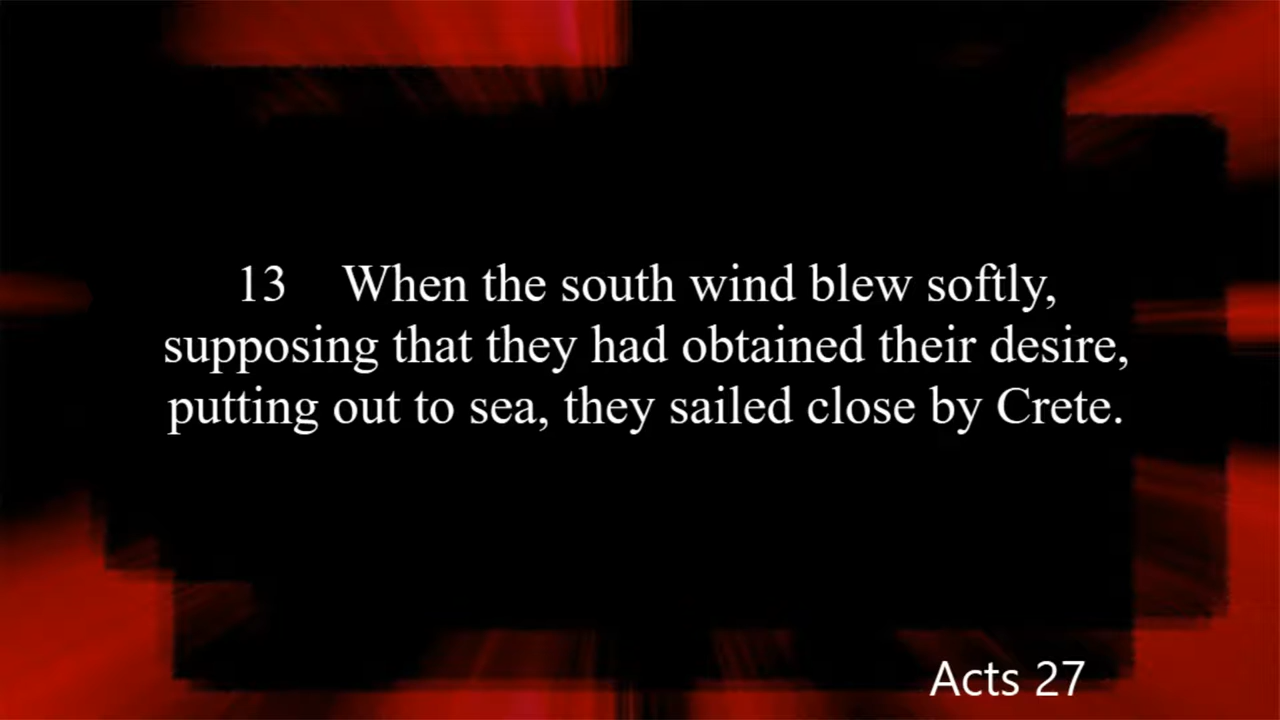 13 When the south wind blew softly,
supposing that they had obtained their desire,
putting out to sea, they sailed close by Crete.
Acts 27